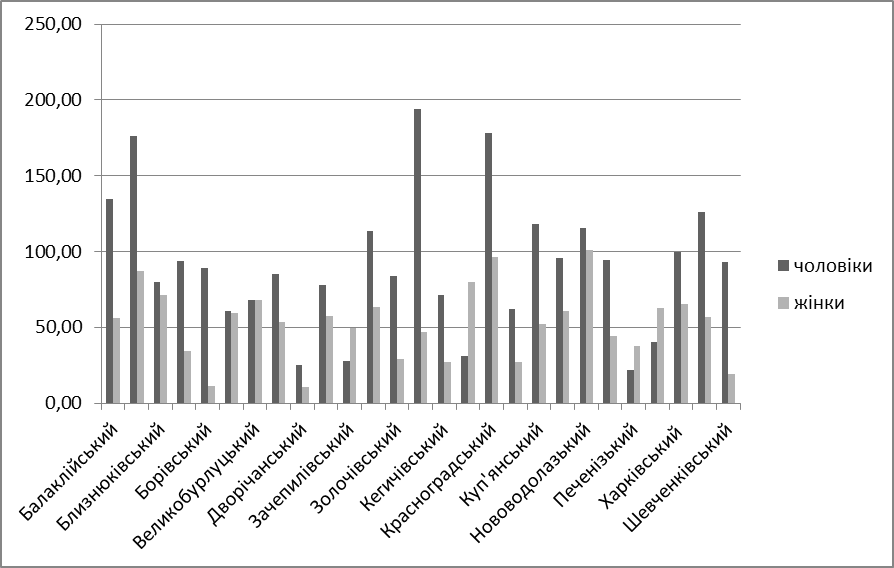 250,00
200,00
150,00
100,00
50,00
0,00
чоловіки
жінки
Балаклійський
Близнюківський
Борівський
Великобурлуцький
Дворічанський
Зачепилівський
Золочівський
Кегичівський
Красноградський
Куп'янський
Нововодолазький
Печенізький
Харківський
Шевченківський